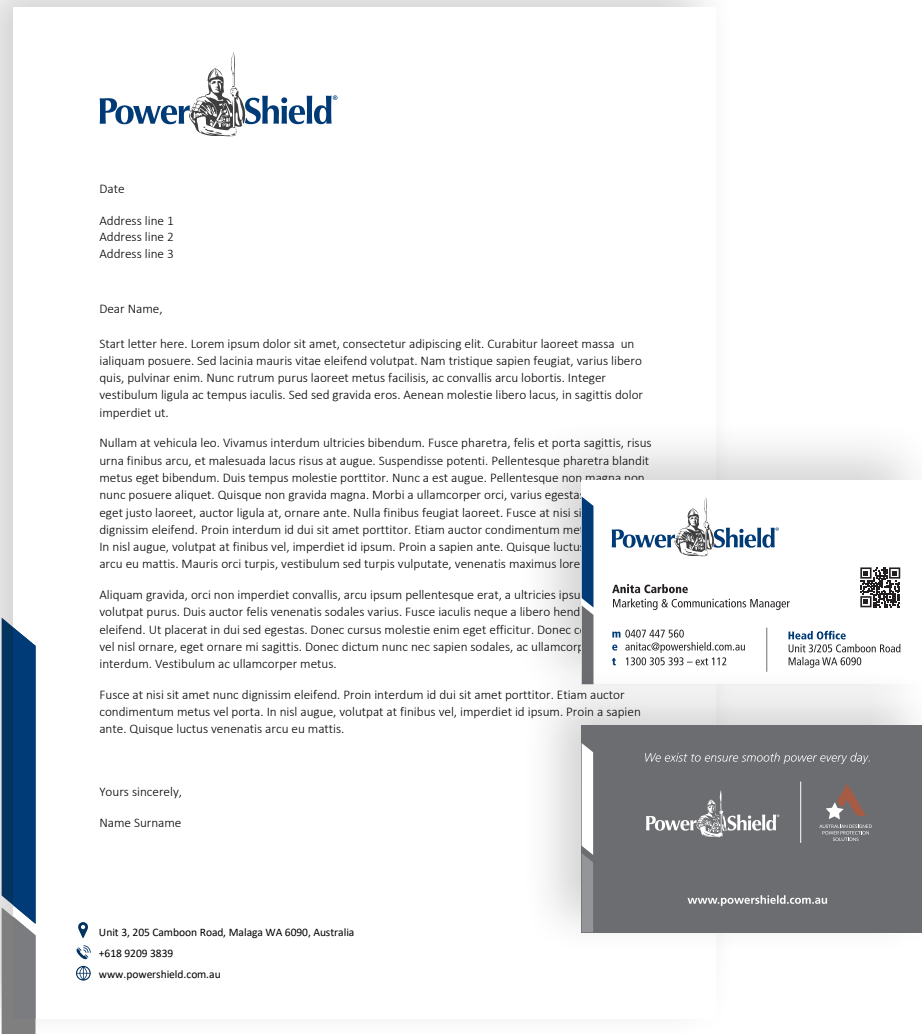 PowerShield®
Date
Address line 1
Address line 2
Address line 3
Dear Name,
Start letter here. Lorem ipsum dolor sit amet, consectetur adipiscing elit. Curabitur laoreet massa  un
ialiquam posuere. Sed lacinia mauris vitae eleifend volutpat. Nam tristique sapien feugiat, varius libero
quis, pulvinar enim. Nunc rutrum purus laoreet metus facilisis, ac convallis arcu lobortis. Integer
vestibulum ligula ac tempus iaculis. Sed sed gravida eros. Aenean molestie libero lacus, in sagittis dolor
imperdiet ut.
Nullam at vehicula leo. Vivamus interdum ultricies bibendum. Fusce pharetra, felis et porta sagittis, risus
urna finibus arcu, et malesuada lacus risus at augue. Suspendisse potenti. Pellentesque pharetra blandit
metus eget bibendum. Duis tempus molestie porttitor. Nunc a est augue. Pellentesque non magna non
nunc posuere aliquet. Quisque non gravida magna. Morbi a ullamcorper orci, varius egestas
eget justo laoreet, auctor ligula at, ornare ante. Nulla finibus feugiat laoreet. Fusce at nisi si
dignissim eleifend. Proin interdum id dui sit amet porttitor. Etiam auctor condimentum me
In nisl augue, volutpat at finibus vel, imperdiet id ipsum. Proin a sapien ante. Quisque luctu
arcu eu mattis. Mauris orci turpis, vestibulum sed turpis vulputate, venenatis maximus lore
Aliquam gravida, orci non imperdiet convallis, arcu ipsum pellentesque erat, a ultricies ipsu
volutpat purus. Duis auctor felis venenatis sodales varius. Fusce iaculis neque a libero hend
eleifend. Ut placerat in dui sed egestas. Donec cursus molestie enim eget efficitur. Donec c
vel nisl ornare, eget ornare mi sagittis. Donec dictum nunc nec sapien sodales, ac ullamcorp
interdum. Vestibulum ac ullamcorper metus.
Fusce at nisi sit amet nunc dignissim eleifend. Proin interdum id dui sit amet porttitor. Etiam auctor
condimentum metus vel porta. In nisl augue, volutpat at finibus vel, imperdiet id ipsum. Proin a sapien
ante. Quisque luctus venenatis arcu eu mattis.
Yours sincerely,
Name Surname
Unit 3, 205 Camboon Road, Malaga WA 6090, Australia
+618 9209 3839
www.powershield.com.au
PowerShield®
Anita Carbone
Marketing & Communications Manager
m 0407 447 560
e anitac@powershield.com.au
t 1300 305 393 – ext 112
Head Office
Unit 3/205 Camboon Road
Malaga WA 6090
We exist to ensure smooth power every day.
PowerShield®
AUSTRALIAN DESIGNED
POWER PROTECTION
SOLUTIONS
www.powershield.com.au